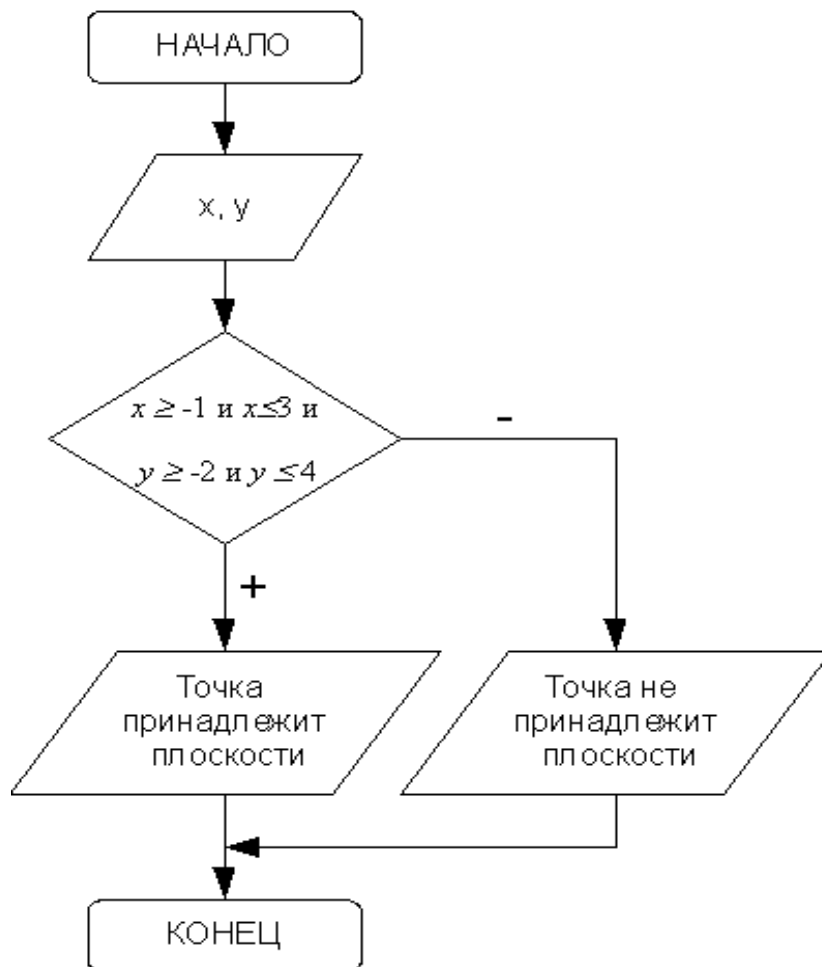 НАЧАЛО
x, y
x ≥ -1 и x≤3 и
y ≥ -2 и y ≤ 4
-
+
Точка
принадлежит
плоскости
Точка не
принадлежит
плоскости
КОНЕЦ